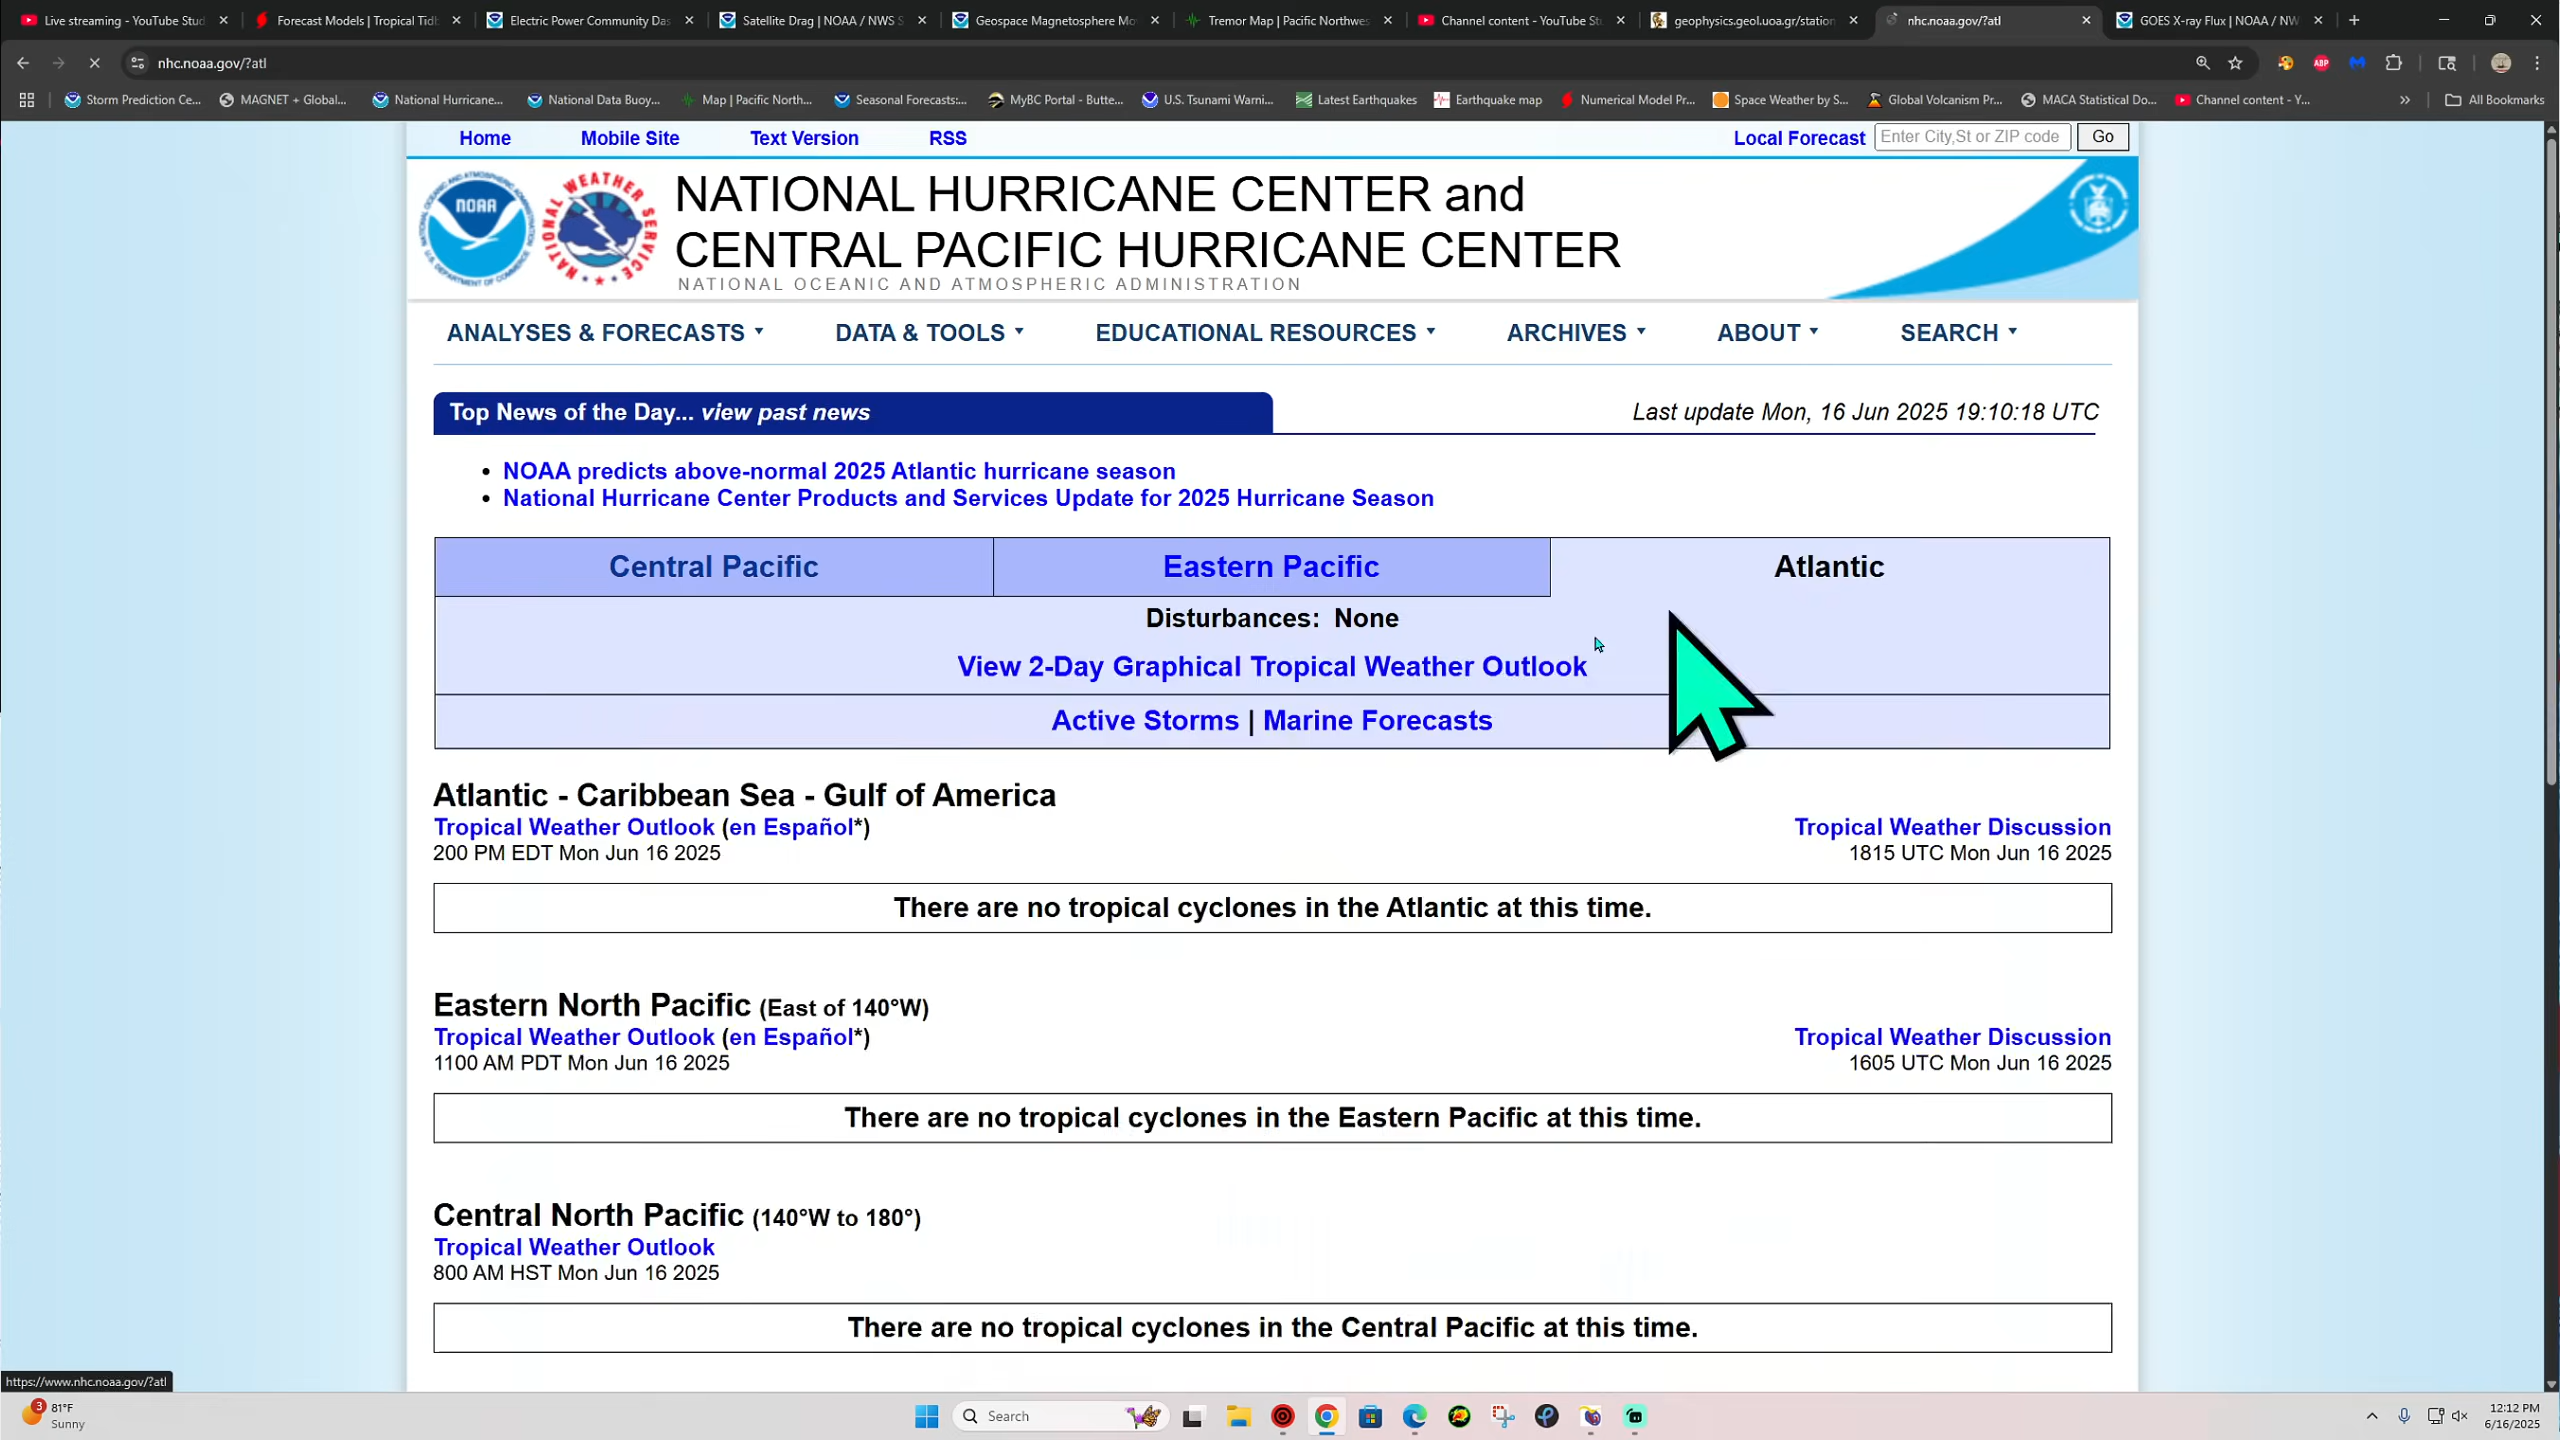 Live streaming - YouTube Stud
Forecast Models | Tropical Tidb
Electric Power Community Das
Satellite Drag | NOAA / NWS S
Geospace Magnetosphere Mo
Tremor Map | Pacific Northwes
Channel content - YouTube Stu
geophysics.geol.uoa.gr/station
nhc.noaa.gov/?atl
GOES X-ray Flux | NOAA / NW
nhc.noaa.gov/?atl
ABP
Storm Prediction Ce...
MAGNET + Global...
National Hurricane...
National Data Buoy...
Map | Pacific North...
Seasonal Forecasts:...
MyBC Portal - Butte...
U.S. Tsunami Warni...
Latest Earthquakes
Earthquake map
Numerical Model Pr...
Space Weather by S...
Global Volcanism Pr...
MACA Statistical Do...
Channel content - Y...
All Bookmarks
Home Mobile Site Text Version RSS
Local Forecast Enter City,St or ZIP code Go
NOAA
NATIONAL WEATHER SERVICE
NATIONAL HURRICANE CENTER and
CENTRAL PACIFIC HURRICANE CENTER
NATIONAL OCEANIC AND ATMOSPHERIC ADMINISTRATION
ANALYSES & FORECASTS DATA & TOOLS EDUCATIONAL RESOURCES ARCHIVES ABOUT SEARCH
Top News of the Day... view past news
Last update Mon, 16 Jun 2025 19:10:18 UTC
• NOAA predicts above-normal 2025 Atlantic hurricane season
• National Hurricane Center Products and Services Update for 2025 Hurricane Season
Central Pacific Eastern Pacific Atlantic
Disturbances: None
View 2-Day Graphical Tropical Weather Outlook
Active Storms | Marine Forecasts
Atlantic - Caribbean Sea - Gulf of America
Tropical Weather Outlook (en Español*)
Tropical Weather Discussion
200 PM EDT Mon Jun 16 2025
1815 UTC Mon Jun 16 2025
There are no tropical cyclones in the Atlantic at this time.
Eastern North Pacific (East of 140°W)
Tropical Weather Outlook (en Español*)
Tropical Weather Discussion
1100 AM PDT Mon Jun 16 2025
1605 UTC Mon Jun 16 2025
There are no tropical cyclones in the Eastern Pacific at this time.
Central North Pacific (140°W to 180°)
Tropical Weather Outlook
800 AM HST Mon Jun 16 2025
There are no tropical cyclones in the Central Pacific at this time.
https://www.nhc.noaa.gov/?atl
3
81°F
Sunny
Search
12:12 PM
6/16/2025